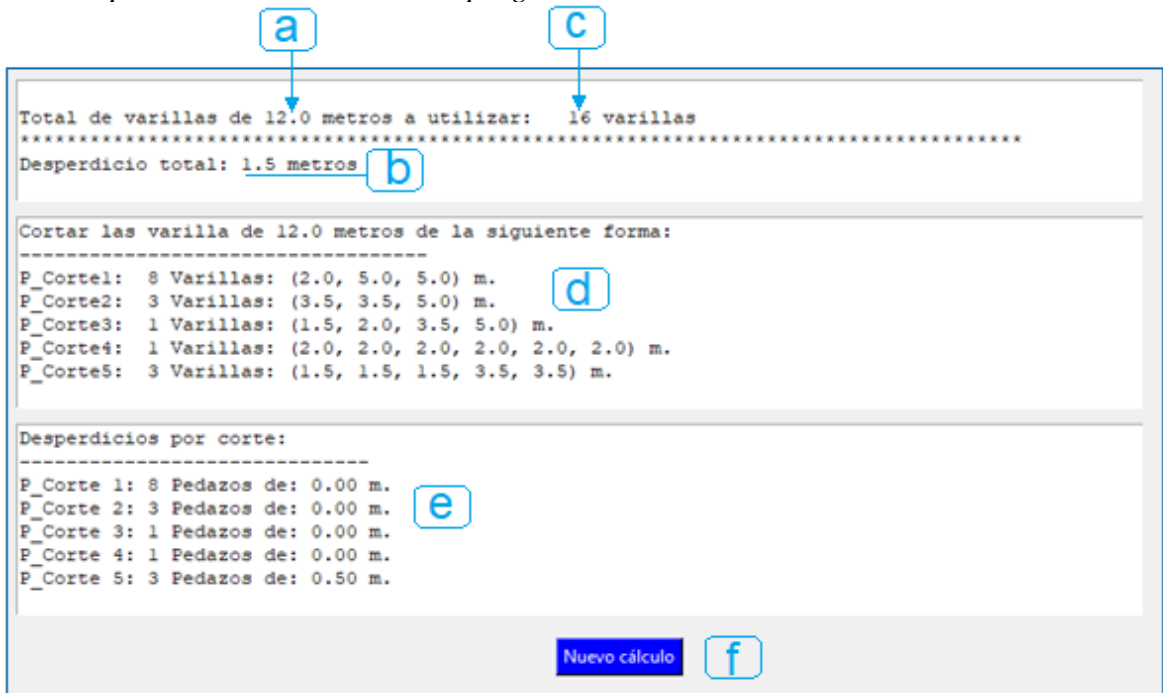 a
c
Total de varillas de 12.0 metros a utilizar: 16 varillas
*************************************************************************************
Desperdicio total: 1.5 metros
b
Cortar las varilla de 12.0 metros de la siguiente forma:
-----------------------------------
P_Corte1: 8 Varillas: (2.0, 5.0, 5.0) m.
d
P_Corte2: 3 Varillas: (3.5, 3.5, 5.0) m.
P_Corte3: 1 Varillas: (1.5, 2.0, 3.5, 5.0) m.
P_Corte4: 1 Varillas: (2.0, 2.0, 2.0, 2.0, 2.0, 2.0) m.
P_Corte5: 3 Varillas: (1.5, 1.5, 1.5, 3.5, 3.5) m.
Desperdicios por corte:
------------------------------
P_Corte 1: 8 Pedazos de: 0.00 m.
e
P_Corte 2: 3 Pedazos de: 0.00 m.
P_Corte 3: 1 Pedazos de: 0.00 m.
P_Corte 4: 1 Pedazos de: 0.00 m.
P_Corte 5: 3 Pedazos de: 0.50 m.
Nuevo cálculo
f